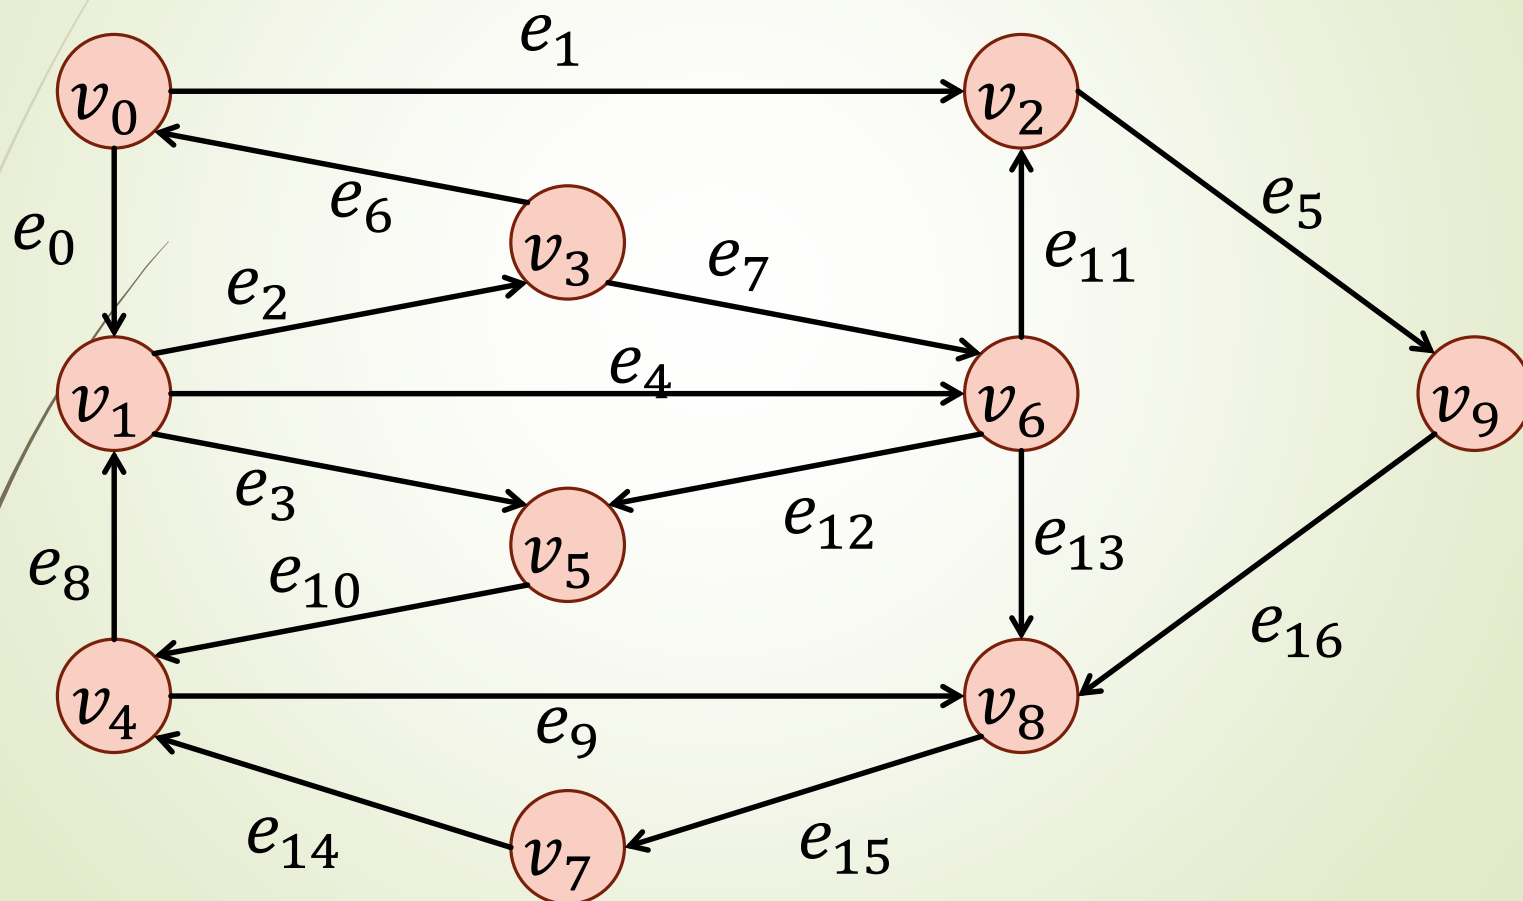 e₁
v₀
v₂
e₆
e₅
e₀
v₃
e₇
e₁₁
e₂
e₄
v₁
v₆
v₉
e₃
e₁₂
e₈
e₁₀
v₅
e₁₃
e₁₆
v₄
e₉
v₈
e₁₄
v₇
e₁₅